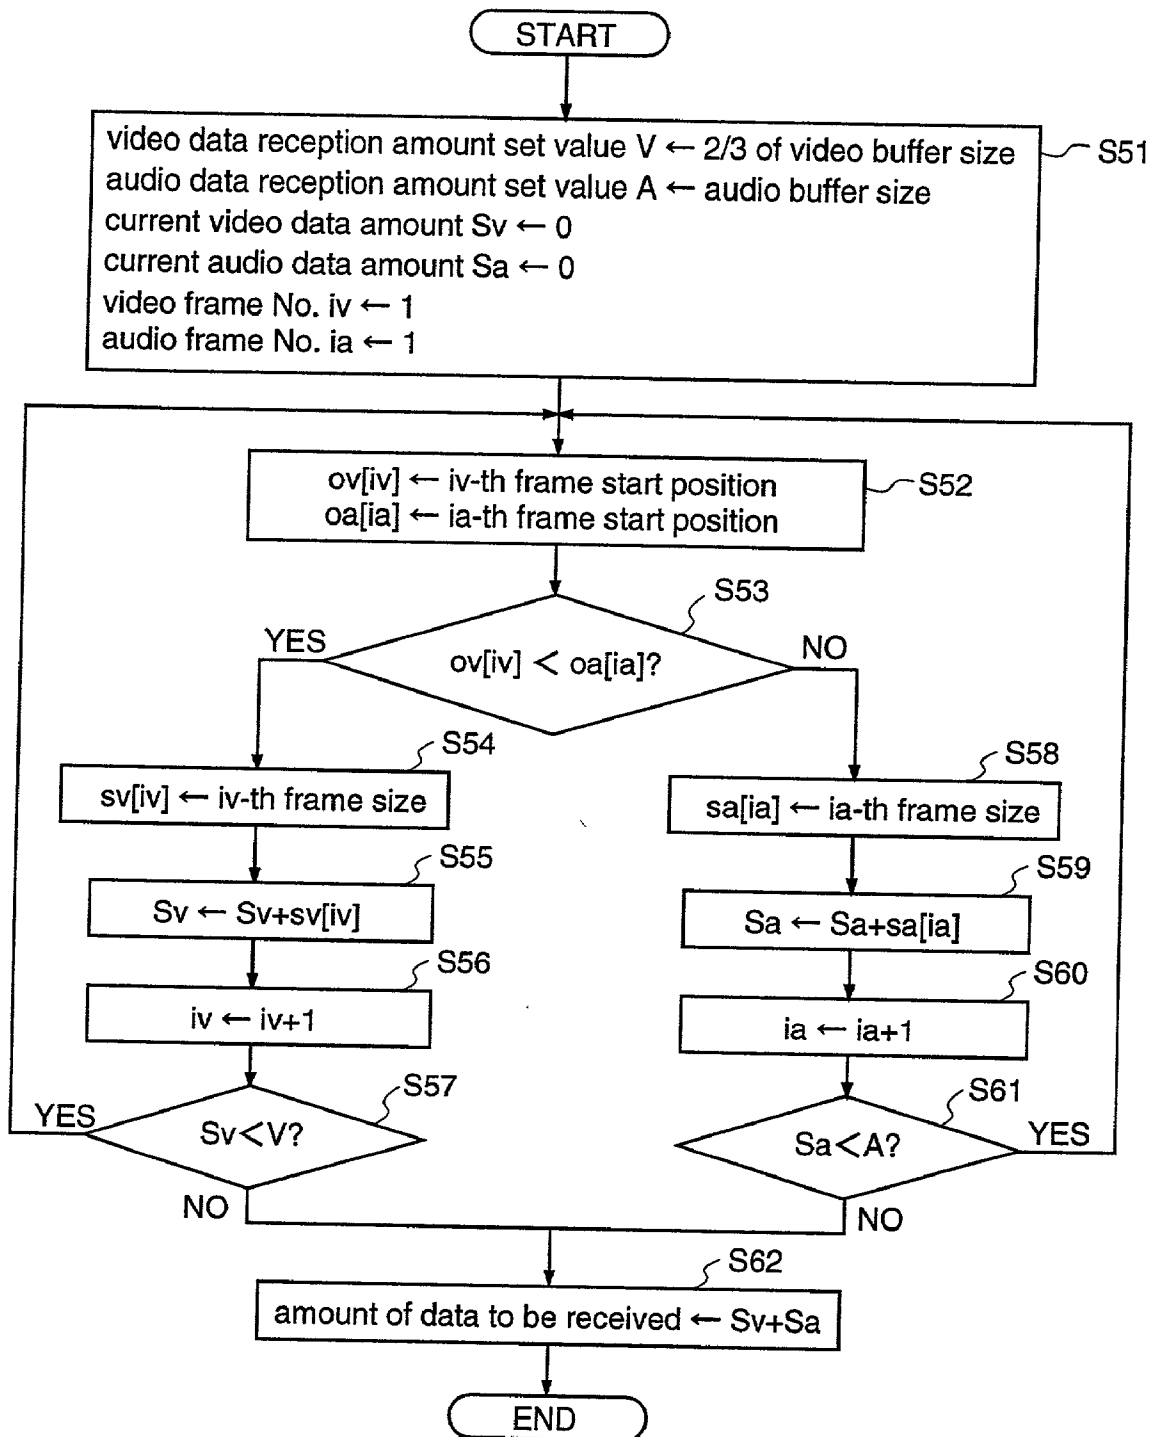 START
video data reception amount set value V ← 2/3 of video buffer size
audio data reception amount set value A ← audio buffer size
current video data amount Sv ← 0
current audio data amount Sa ← 0
video frame No. iv ← 1
audio frame No. ia ← 1
S51
ov[iv] ← iv-th frame start position
oa[ia] ← ia-th frame start position
S52
S53
YES
ov[iv] < oa[ia]?
NO
S54
sv[iv] ← iv-th frame size
S58
sa[ia] ← ia-th frame size
S55
Sv ← Sv+sv[iv]
S59
Sa ← Sa+sa[ia]
S56
iv ← iv+1
S60
ia ← ia+1
S57
YES
Sv<V?
NO
S61
Sa<A?
YES
NO
S62
amount of data to be received ← Sv+Sa
END